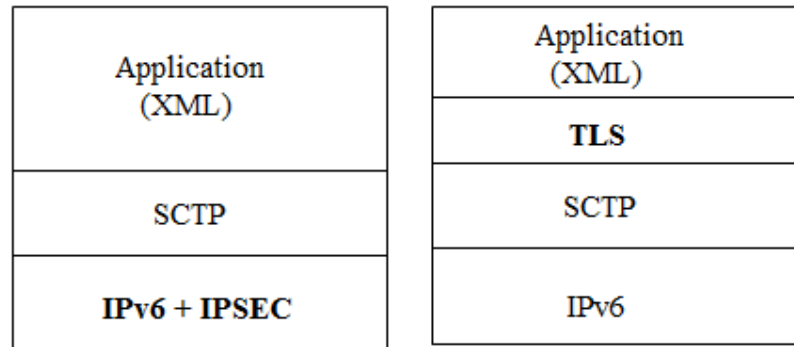 Application
(XML)
SCTP
IPv6 + IPSEC
Application
(XML)
TLS
SCTP
IPv6